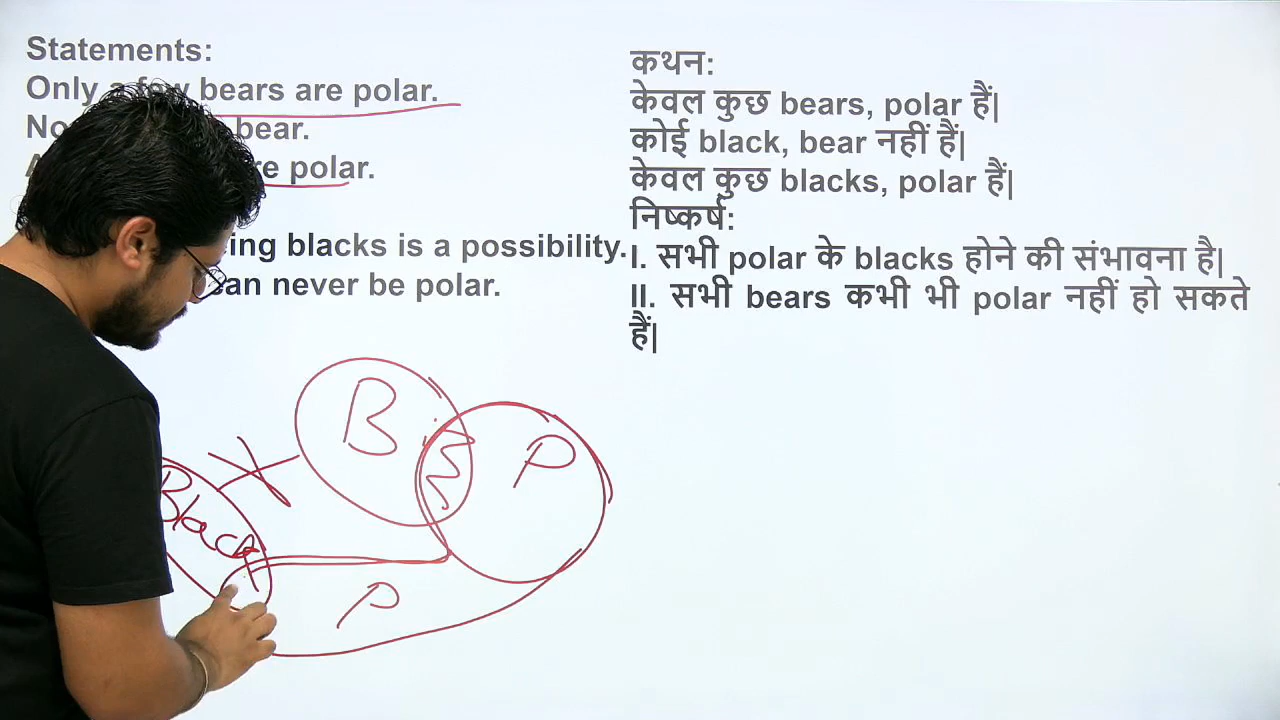 Statements:
Only a few bears are polar.
No bear.
are polar.
blacks is a possibility.
can never be polar.
कथन:
केवल कुछ bears, polar हैं|
कोई black, bear नहीं हैं|
केवल कुछ blacks, polar हैं|
निष्कर्ष:
I. सभी polar के blacks होने की संभावना है|
II. सभी bears कभी भी polar नहीं हो सकते
हैं|
B
P
Black
P